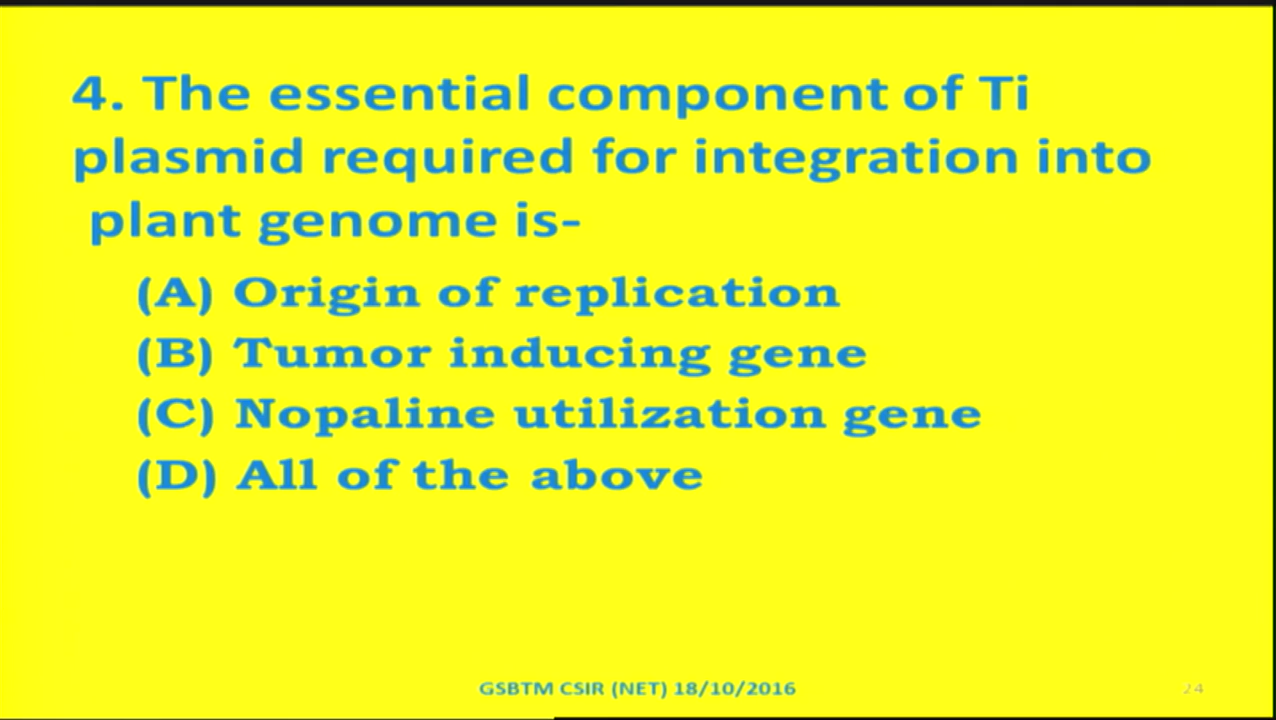 4. The essential component of Ti
plasmid required for integration into
plant genome is-
(A) Origin of replication
(B) Tumor inducing gene
(C) Nopaline utilization gene
(D) All of the above
GSBTM CSIR (NET) 18/10/2016
24